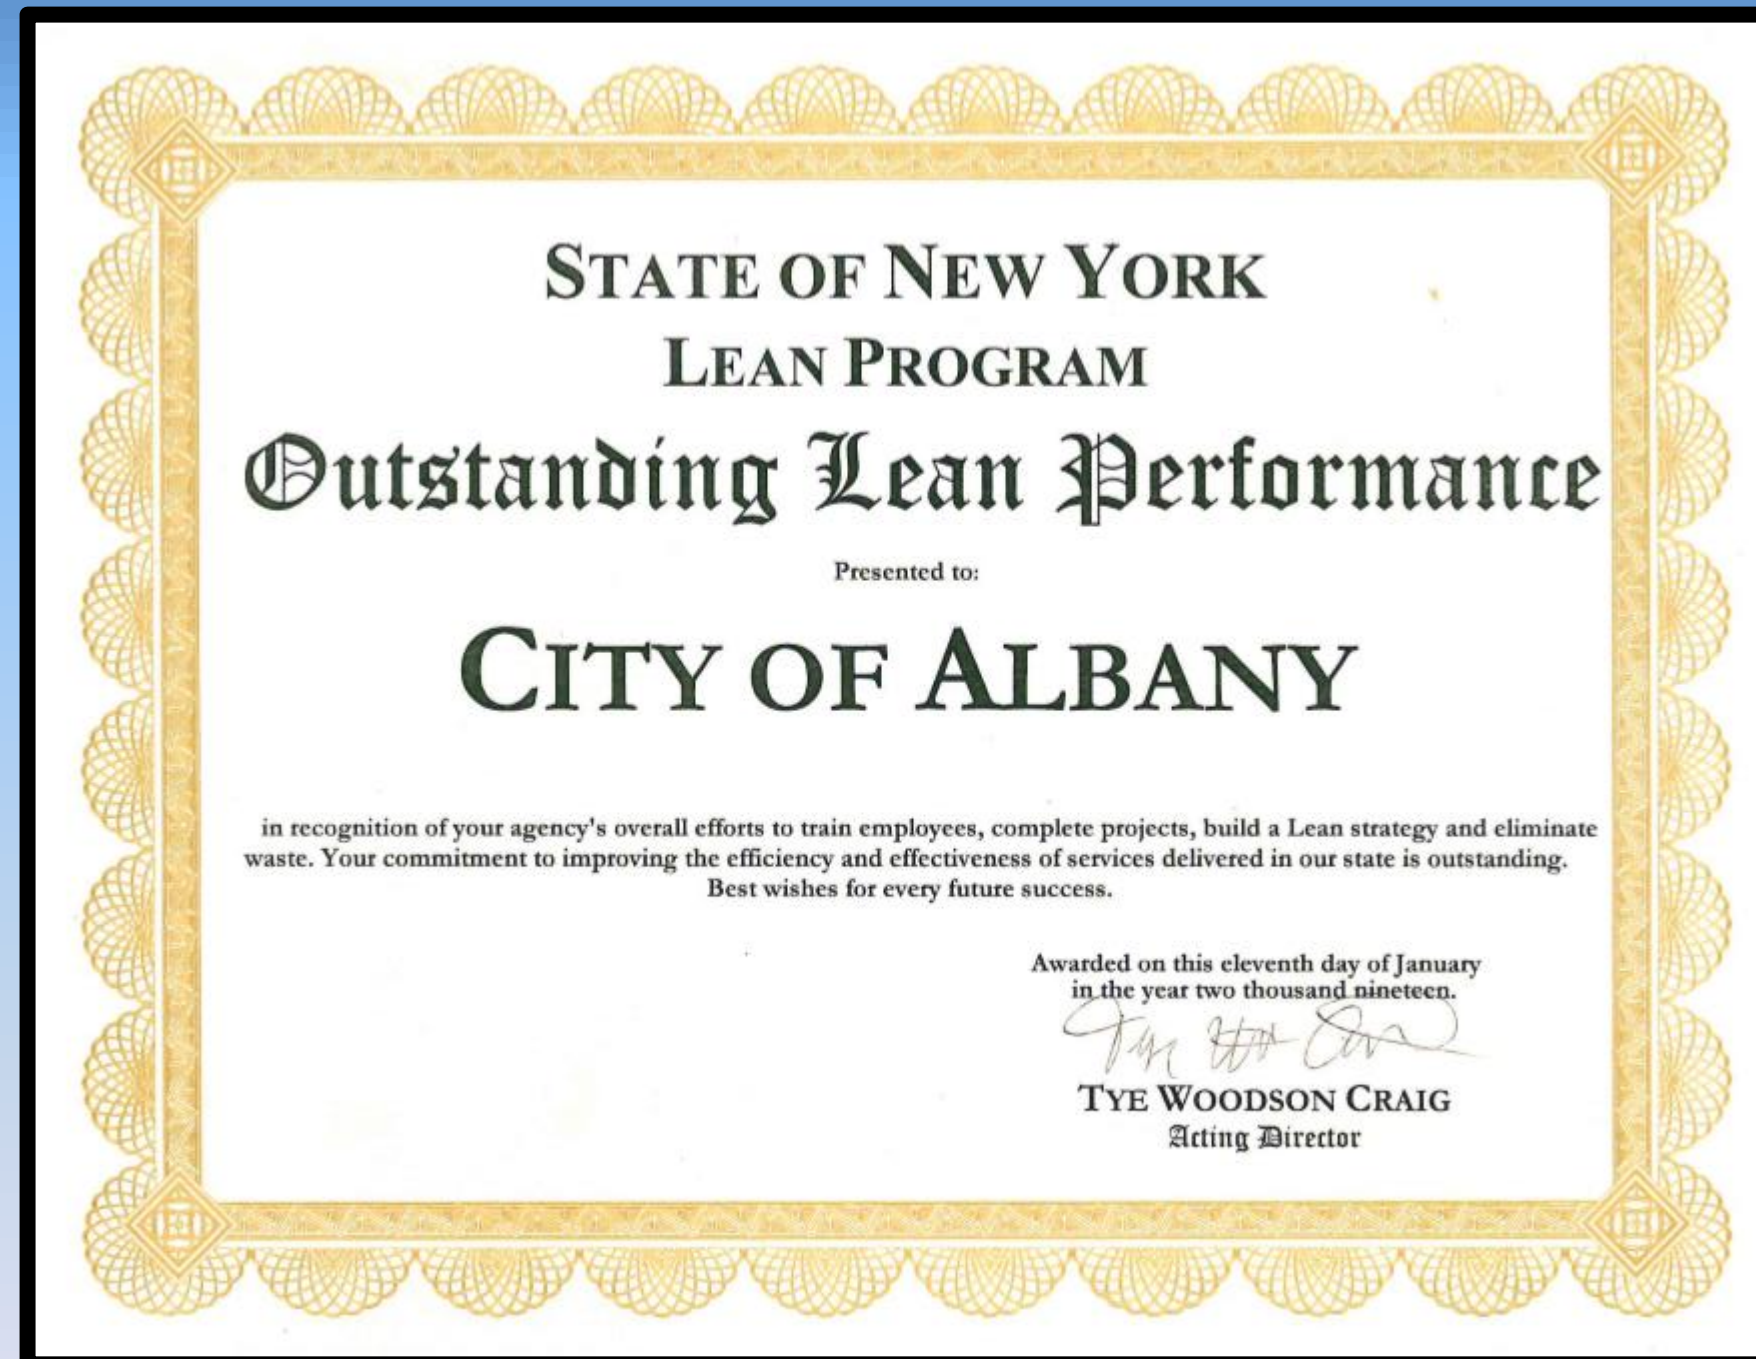 STATE OF NEW YORK
LEAN PROGRAM
Outstanding Lean Performance
Presented to:
CITY OF ALBANY
in recognition of your agency's overall efforts to train employees, complete projects, build a Lean strategy and eliminate
waste. Your commitment to improving the efficiency and effectiveness of services delivered in our state is outstanding.
Best wishes for every future success.
Awarded on this eleventh day of January
in the year two thousand nineteen.
TYE WOODSON CRAIG
Acting Director